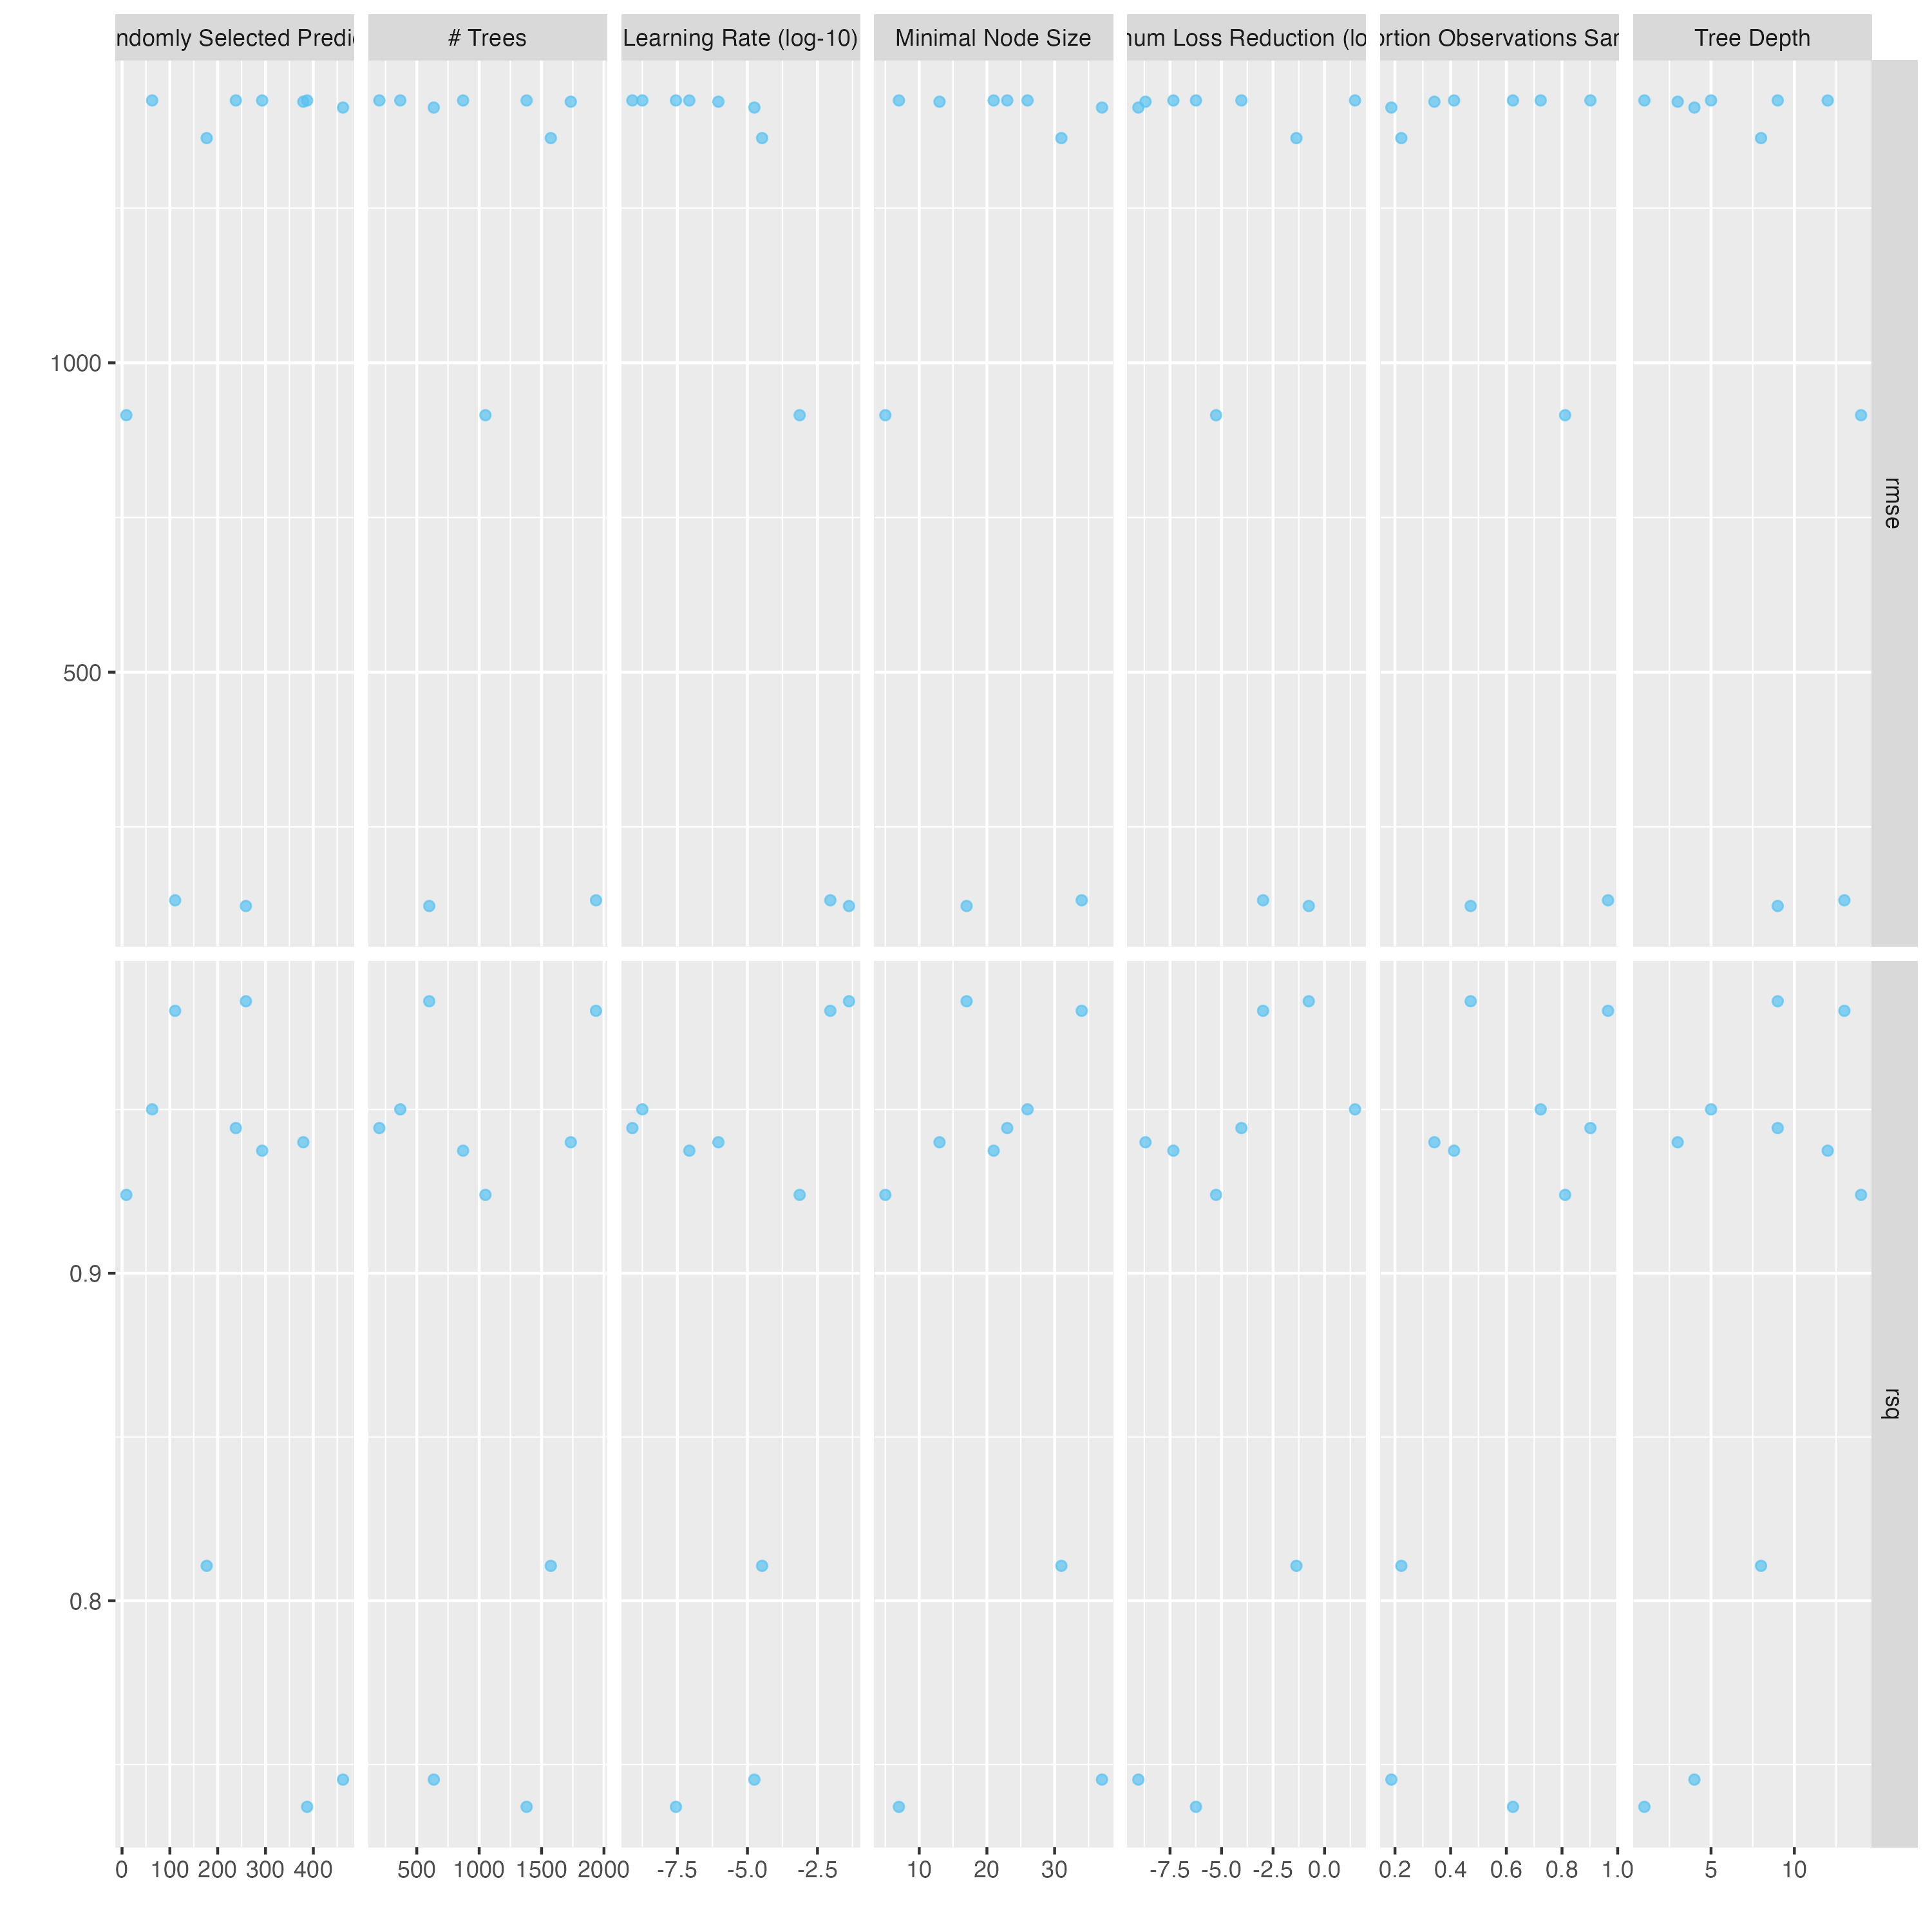 ndomly Selected Predi
# Trees
Learning Rate (log-10)
Minimal Node Size
num Loss Reduction (lo
ortion Observations Sar
Tree Depth
1000
500
rmse
0.9
0.8
rsq
0 100 200 300 400
500 1000 1500 2000
-7.5 -5.0 -2.5
10 20 30
-7.5 -5.0 -2.5 0.0
0.2 0.4 0.6 0.8 1.0
5 10